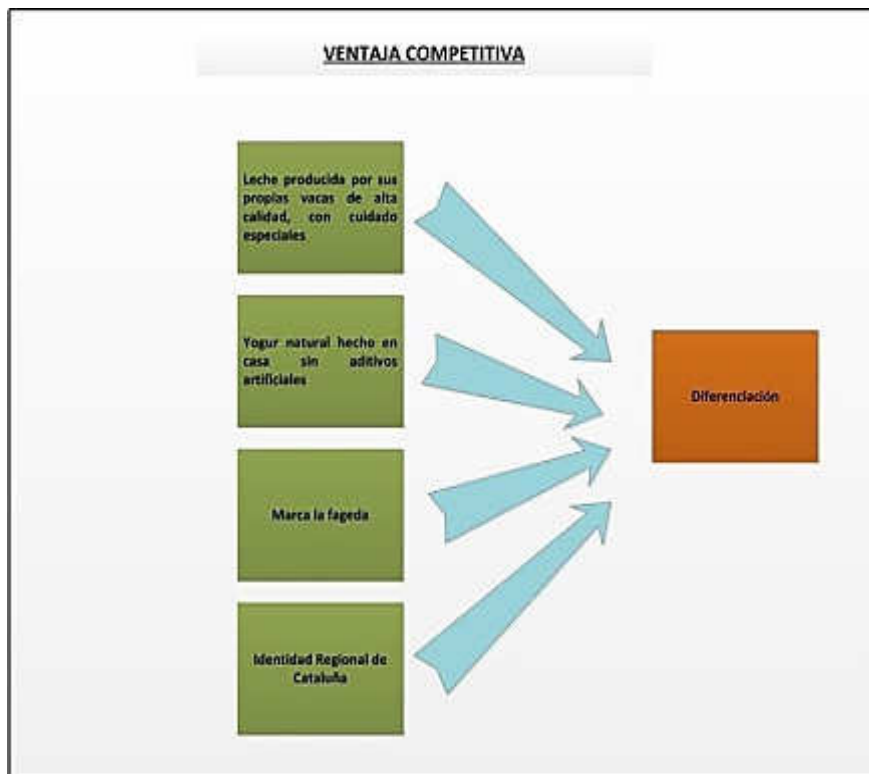 VENTAJA COMPETITIVA
Leche producida por sus
propias vacas de alta
calidad, con cuidado
especiales
Yogur natural hecho en
casa sin aditivos
artificiales
Marca la fageda
Identidad Regional de
Cataluña
Diferenciación